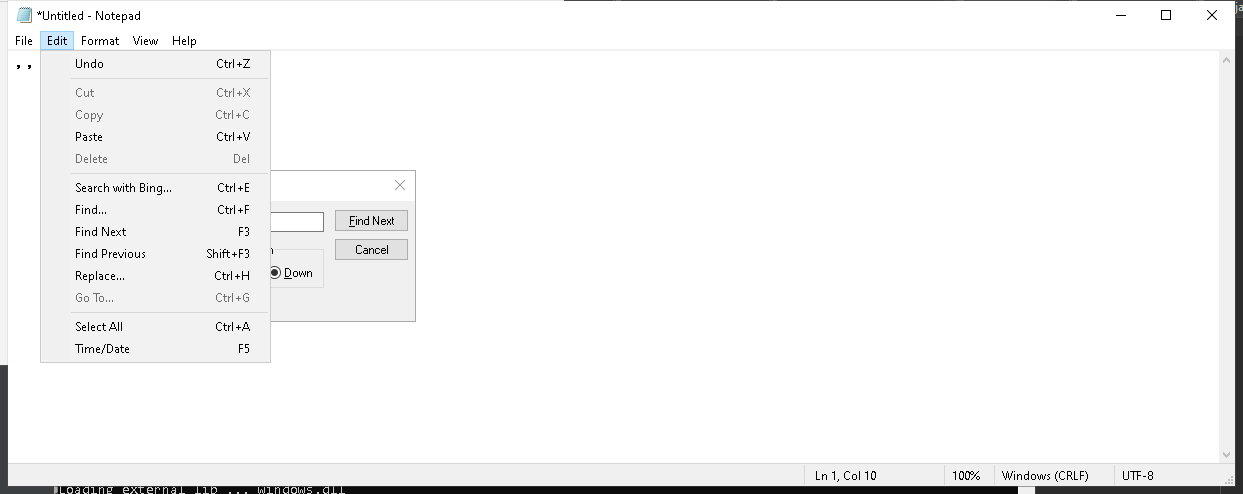 *Untitled - Notepad
File Edit Format View Help
,,
Undo Ctrl+Z
Cut Ctrl+X
Copy Ctrl+C
Paste Ctrl+V
Delete Del
Search with Bing... Ctrl+E
Find... Ctrl+F
Find Next F3
Find Previous Shift+F3
Replace... Ctrl+H
Go To... Ctrl+G
Select All Ctrl+A
Time/Date F5
Find Next
Cancel
Down
Ln 1, Col 10 100% Windows (CRLF) UTF-8
Loading external lib ... windows.dll